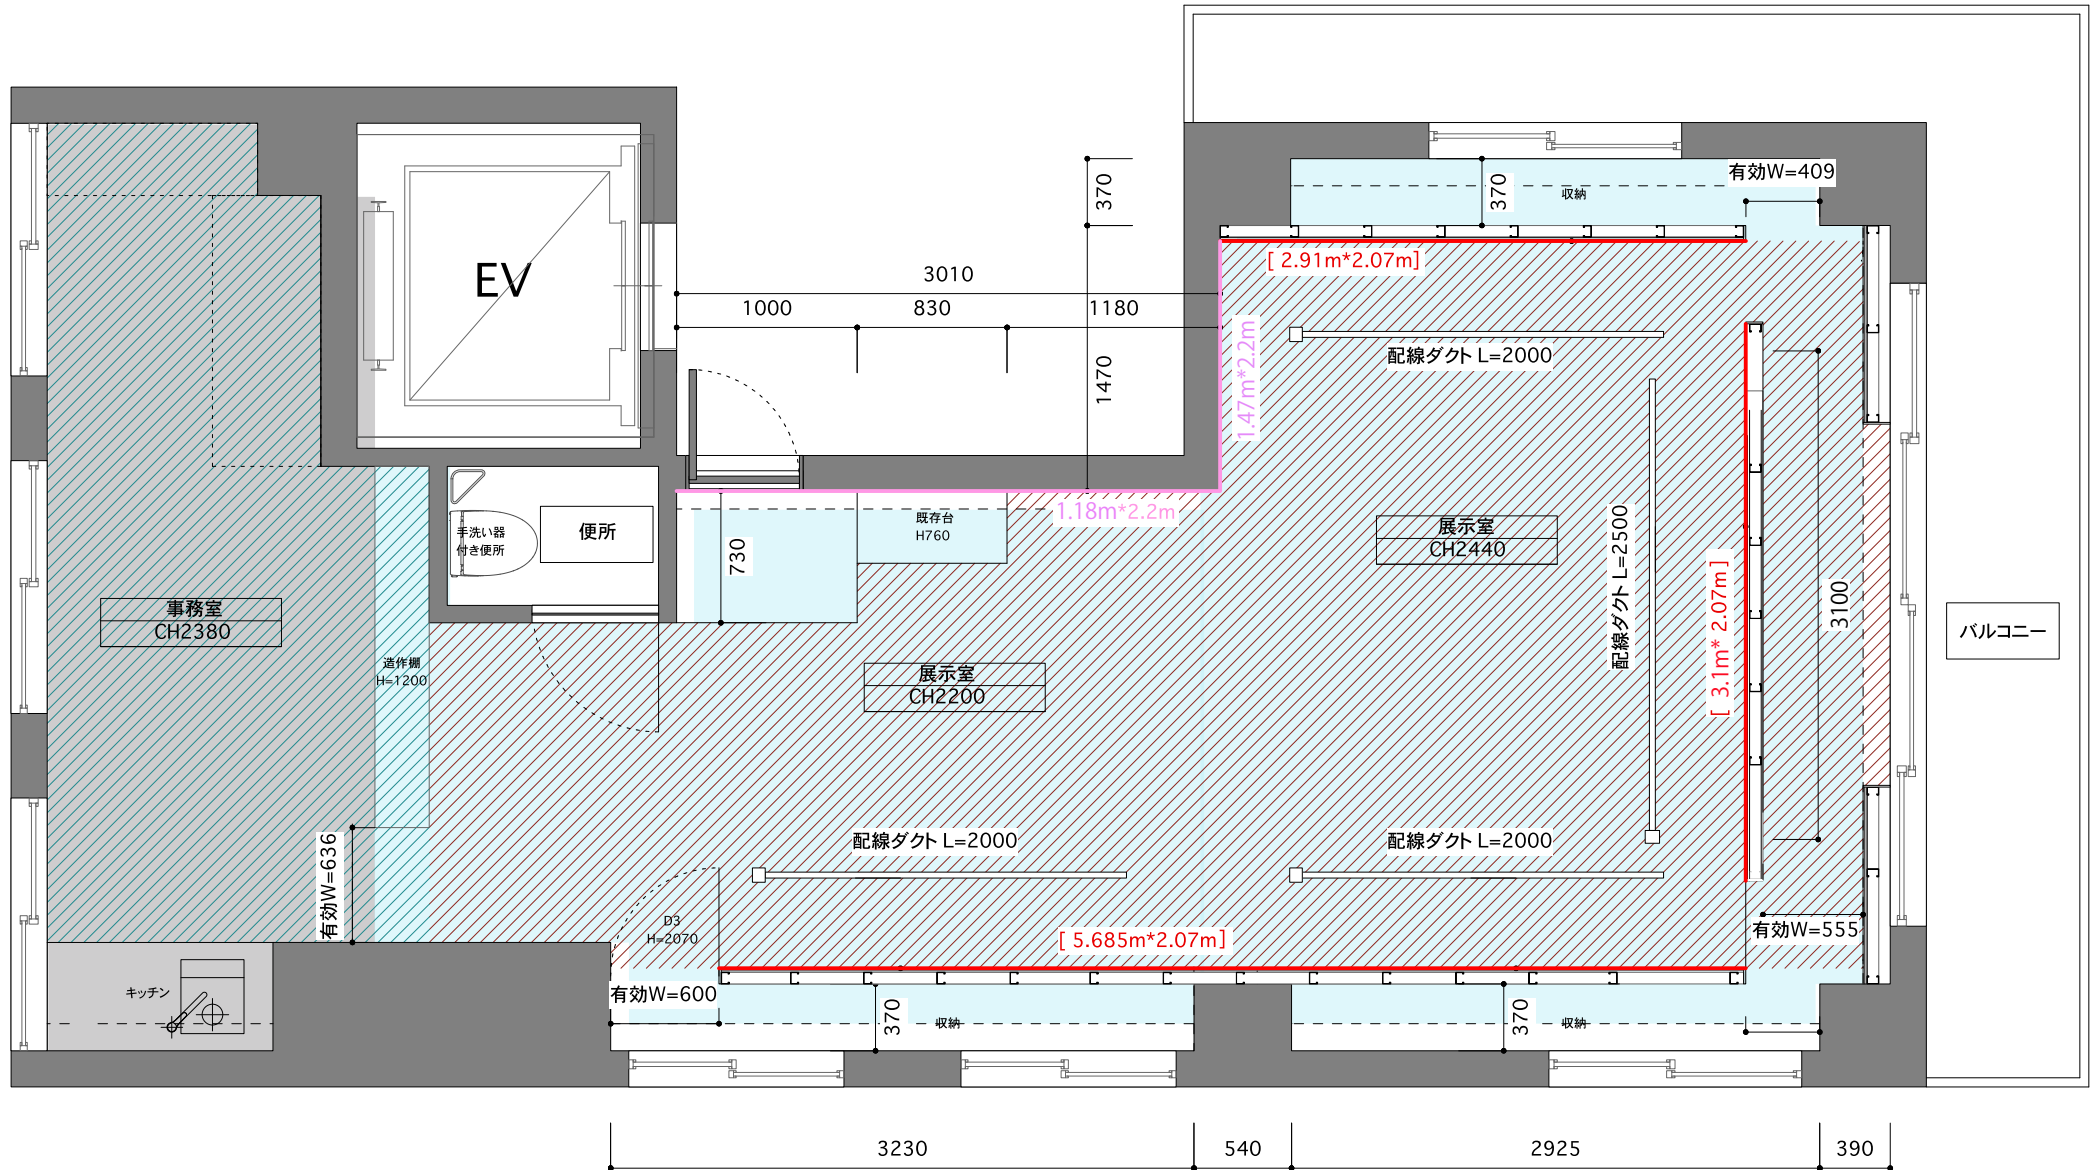 有効W=409
370
370
収納
EV
[ 2.91m*2.07m]
3010
1000
830
1180
1470
1.47m*2.2m
配線ダクト L=2000
手洗い器
付き便所
便所
730
既存台
H760
1.18m*2.2m
展示室
CH2440
配線ダクト L=2500
[ 3.1m* 2.07m]
3100
バルコニー
事務室
CH2380
造作棚
H=1200
展示室
CH2200
有効W=636
配線ダクト L=2000
配線ダクト L=2000
D3
H=2070
[ 5.685m*2.07m]
有効W=555
キッチン
有効W=600
370
収納
370
収納
3230
540
2925
390